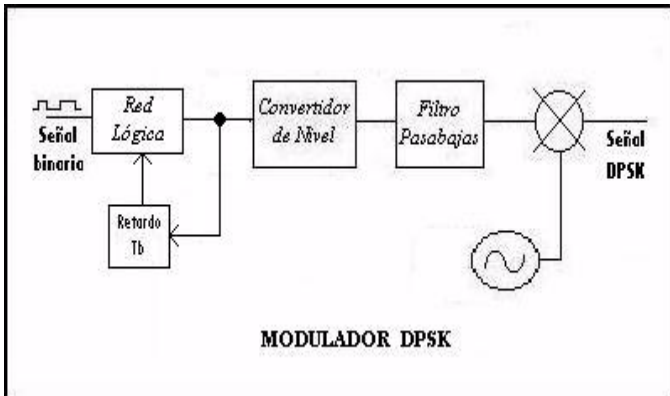 Red
Lógica
Convertidor
de Nivel
Filtro
Pasabajas
Señal
binaria
Señal
DPSK
Retardo
Tb
MODULADOR DPSK